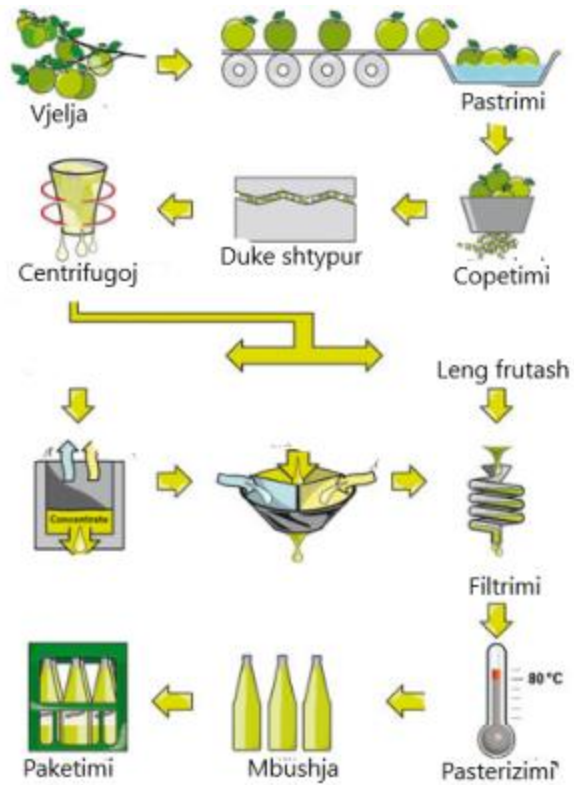 Vjelja
Pastrimi
Centrifugoj
Duke shtypur
Copetimi
Leng frutash
Concentrate
Filtrimi
80 °C
Paketimi
Mbushja
Pasterizimi